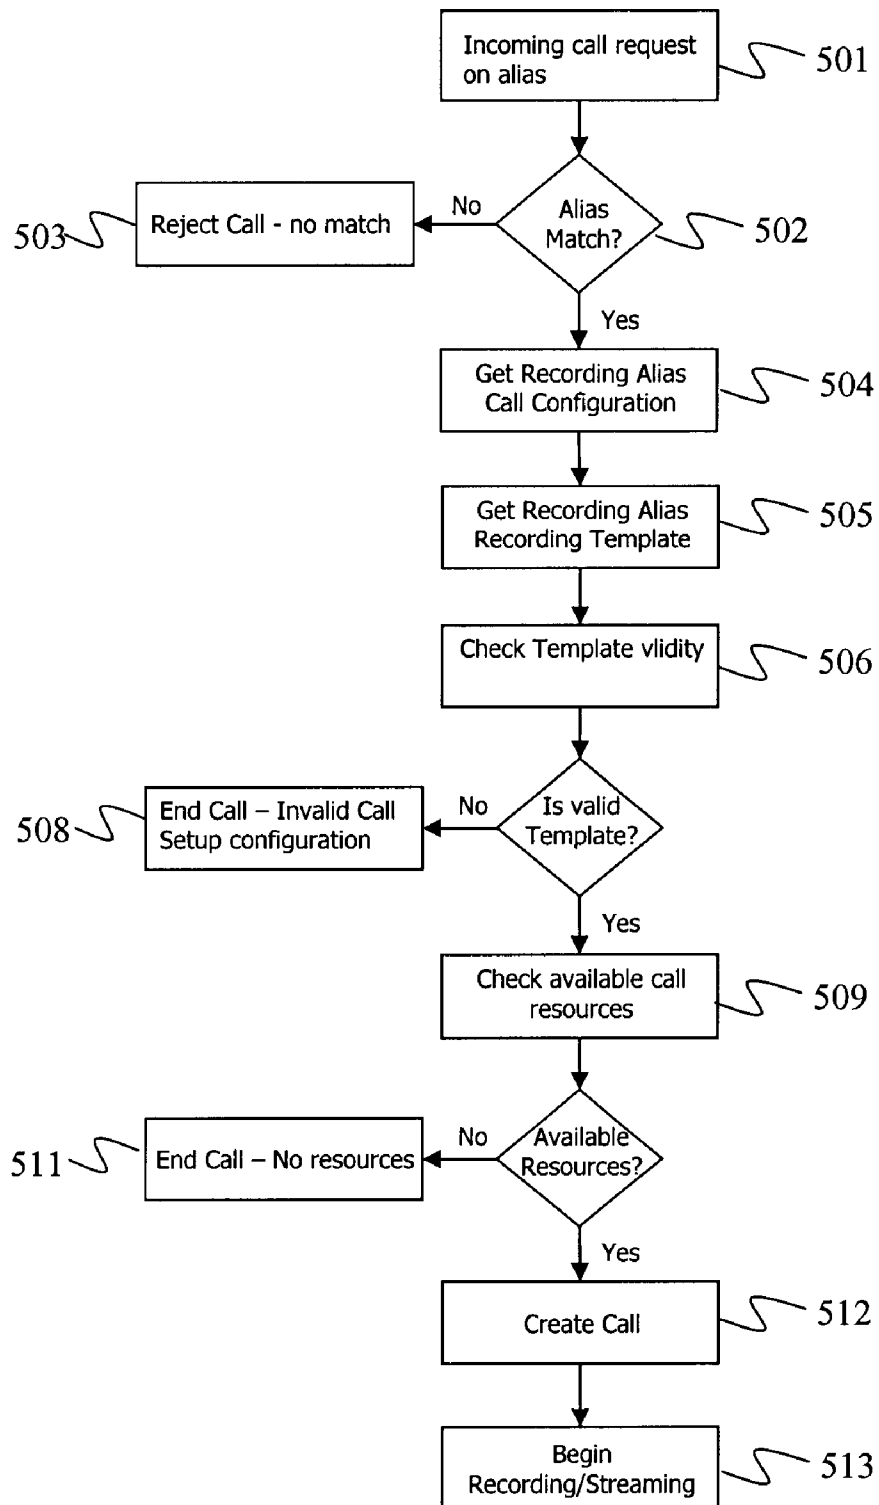 Incoming call request
on alias
501
Alias
Match?
502
No
Reject Call - no match
503
Yes
Get Recording Alias
Call Configuration
504
Get Recording Alias
Recording Template
505
Check Template vlidity
506
Is valid
Template?
No
End Call – Invalid Call
Setup configuration
508
Yes
Check available call
resources
509
Available
Resources?
No
End Call – No resources
511
Yes
Create Call
512
Begin
Recording/Streaming
513